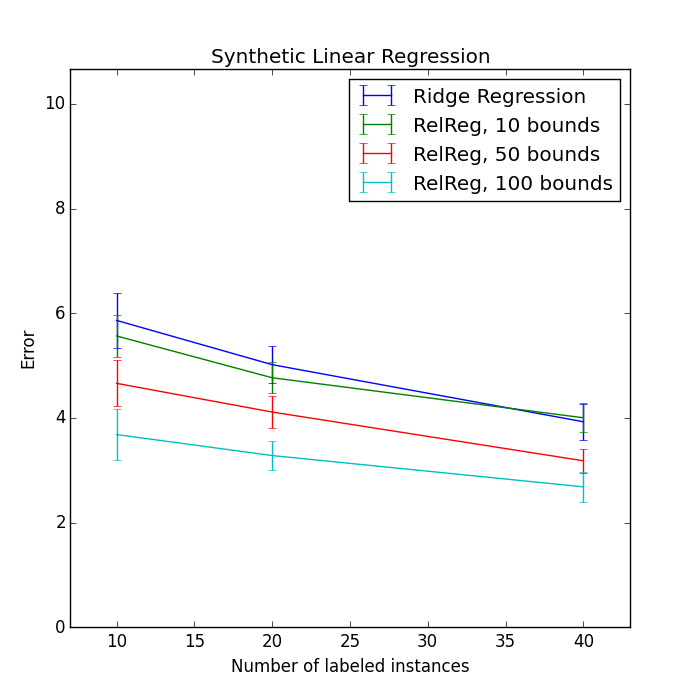 Synthetic Linear Regression
Ridge Regression
RelReg, 10 bounds
RelReg, 50 bounds
RelReg, 100 bounds
Error
10
8
6
4
2
0
10 15 20 25 30 35 40
Number of labeled instances